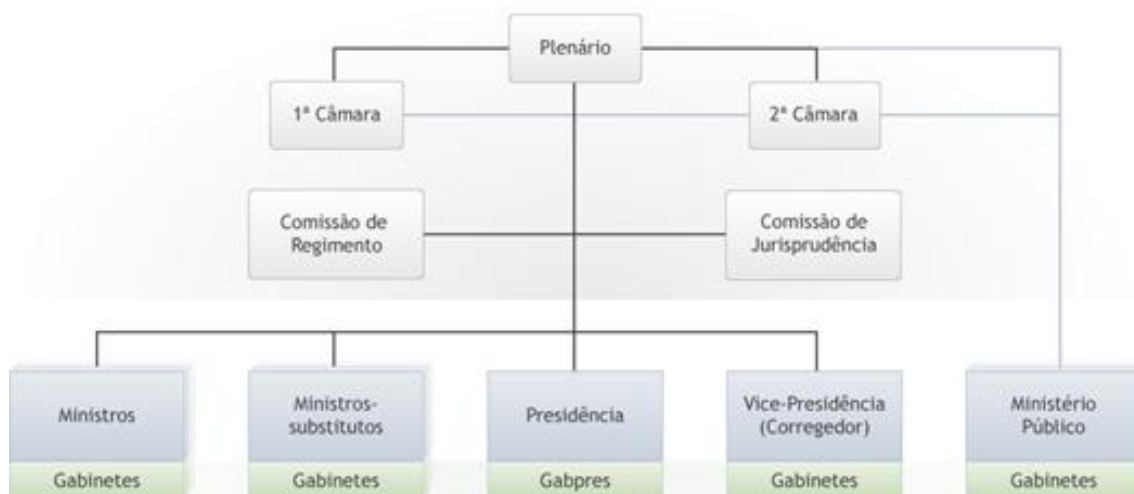 Plenário
1ª Câmara
2ª Câmara
Comissão de
Regimento
Comissão de
Jurisprudência
Ministros
Ministros-
substitutos
Presidência
Vice-Presidência
(Corregedor)
Ministério
Público
Gabinetes
Gabinetes
Gabpres
Gabinetes
Gabinetes